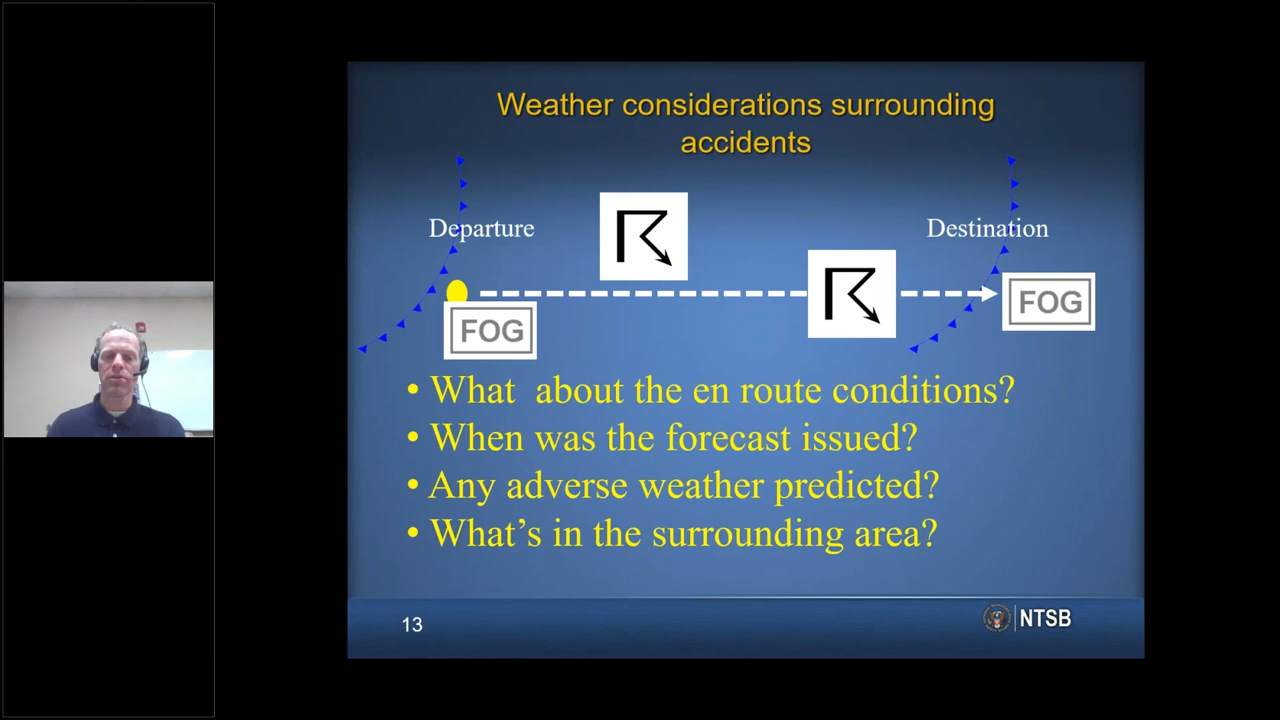 Weather considerations surrounding
accidents
Departure
Destination
FOG
FOG
• What  about the en route conditions?
• When was the forecast issued?
• Any adverse weather predicted?
• What’s in the surrounding area?
13
NTSB